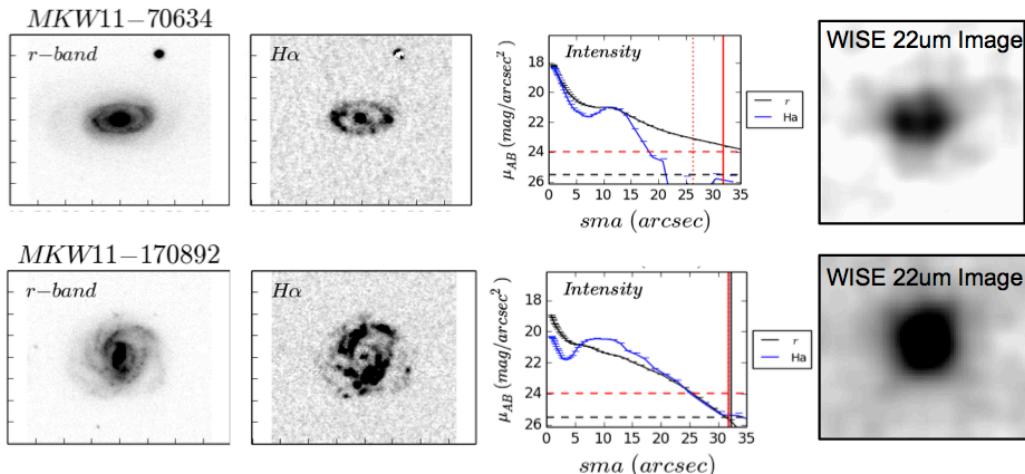 MKW11−70634
r−band
Hα
Intensity
μAB (mag/arcsec²)
18
20
22
24
26
0 5 10 15 20 25 30 35
sma (arcsec)
r
Ha
WISE 22um Image
MKW11−170892
r−band
Hα
Intensity
μAB (mag/arcsec²)
18
20
22
24
26
0 5 10 15 20 25 30 35
sma (arcsec)
r
Ha
WISE 22um Image